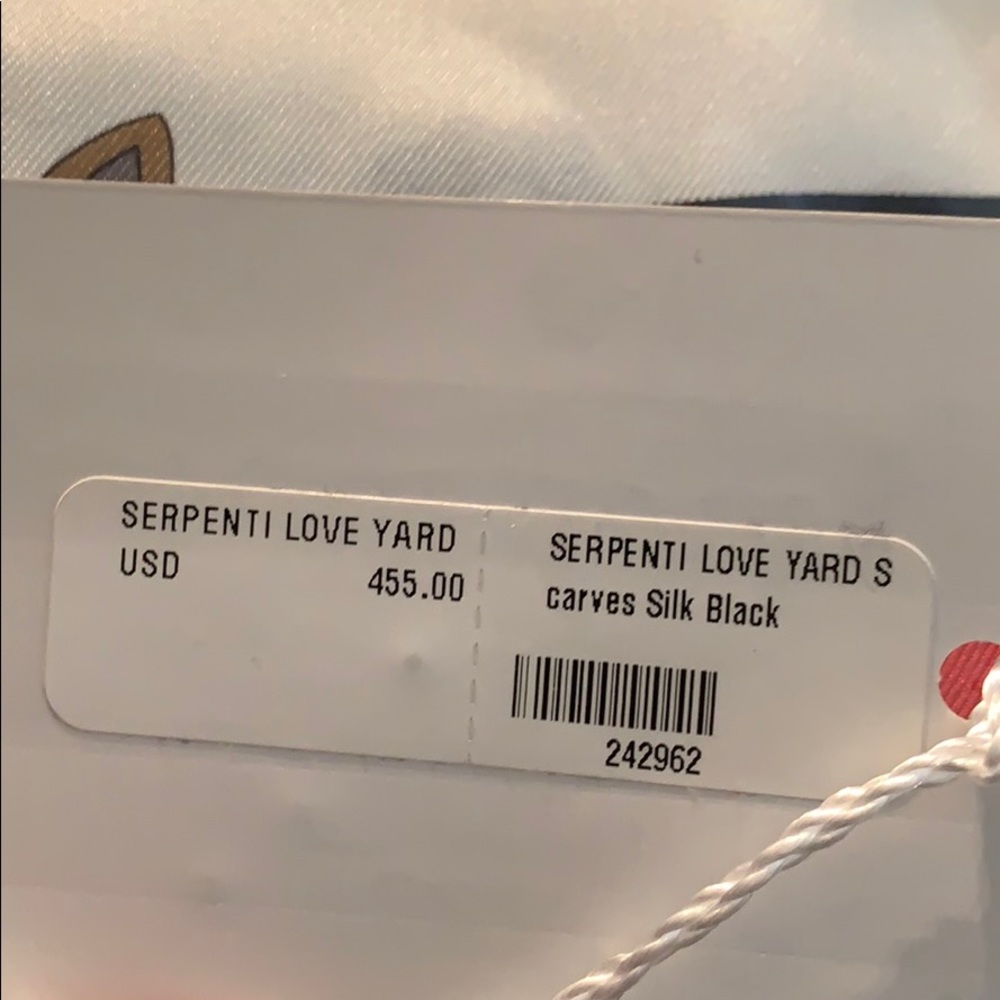 SERPENTI LOVE YARD
USD 455.00
SERPENTI LOVE YARD S
carves Silk Black
242962